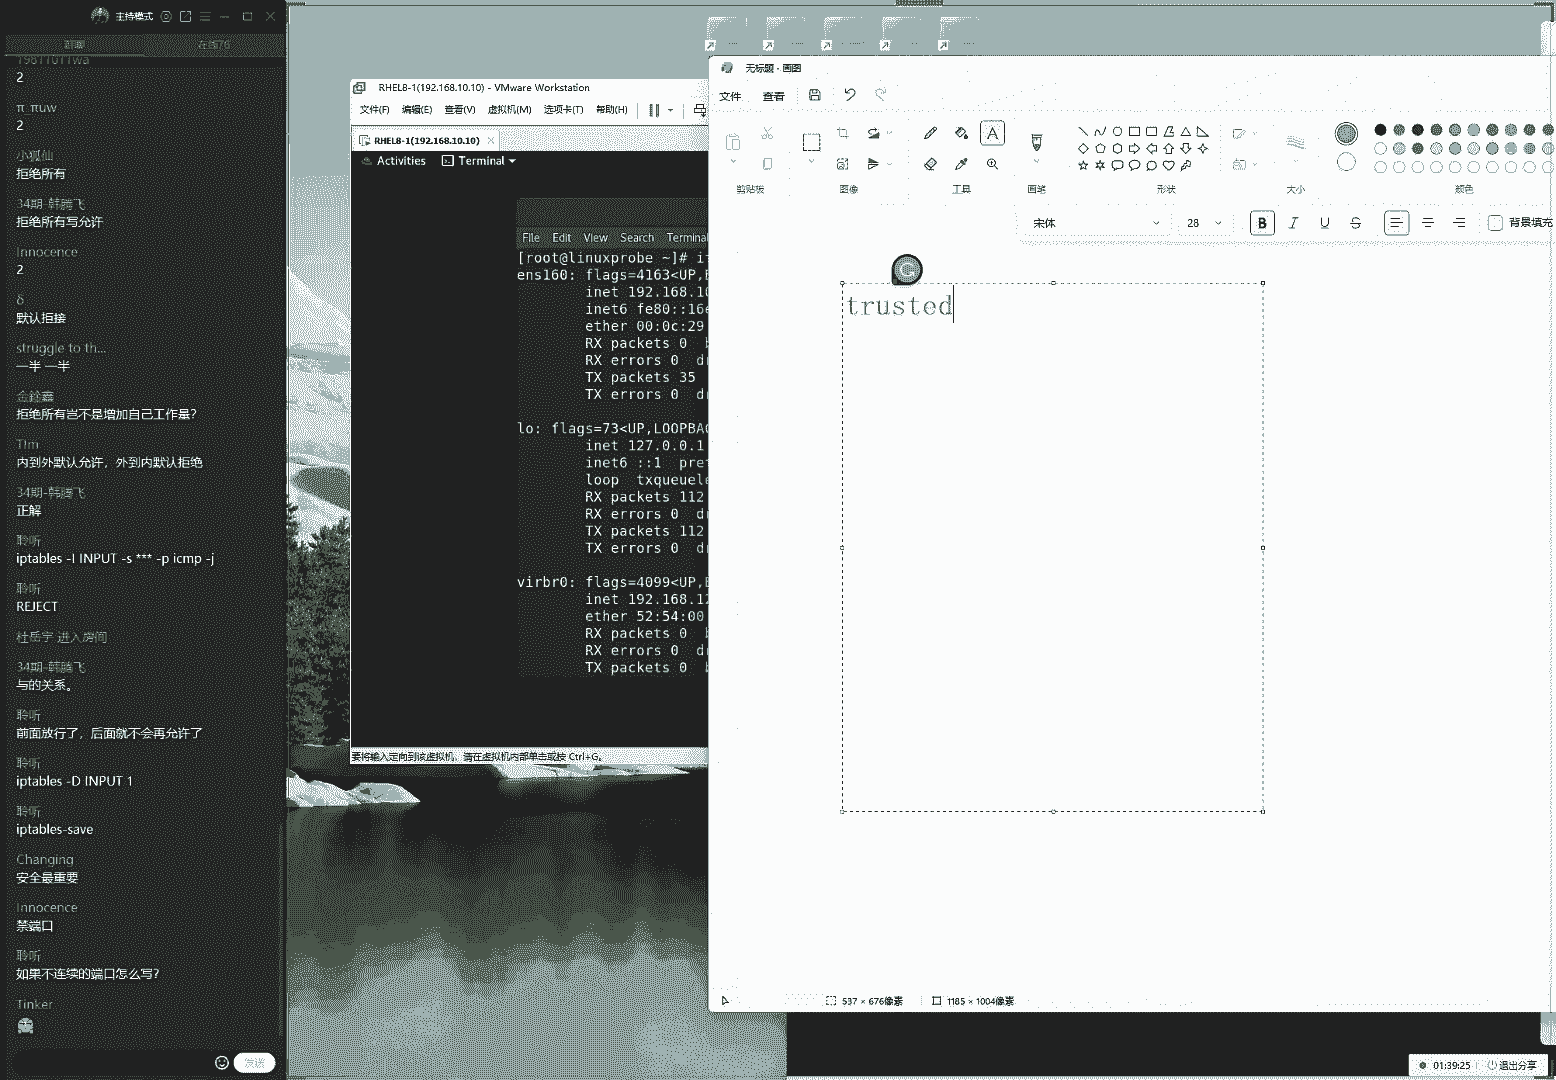 主持模式
聊聊
在线76
19811011wa
2
π_πuw
2
小狐仙
拒绝所有
34期-韩腾飞
拒绝所有写允许
Innocence
2
δ
默认拒接
struggle to th...
一半 一半
拒绝所有岂不是增加自己工作量?
TIm
内到外默认允许，外到内默认拒绝
34期-韩腾飞
正解
聆听
iptables -I INPUT -s *** -p icmp -j
聆听
REJECT
杜岳宇 进入房间
34期-韩腾飞
与的关系。
聆听
前面放行了，后面就不会再允许了
聆听
iptables -D INPUT 1
聆听
iptables-save
Changing
安全最重要
Innocence
禁端口
聆听
如果不连续的端口怎么写?
Tinker
发送
RHEL8-1(192.168.10.10) - VMware Workstation
文件(F) 编辑(E) 查看(V) 虚拟机(M) 选项卡(T) 帮助(H)
RHEL8-1(192.168.10.10)
Activities Terminal
File Edit View Search Terminal
[root@linuxprobe ~]# i
ens160: flags=4163<UP,
inet 192.168.10
inet6 fe80::16
ether 00:0c:29
RX packets 0
RX errors 0
TX packets 35
TX errors 0
lo: flags=73<UP,LOOPBA
inet 127.0.0.1
inet6 ::1 pre
loop txqueuele
RX packets 112
RX errors 0
TX packets 112
TX errors 0
virbr0: flags=4099<UP,
inet 192.168.12
ether 52:54:00
RX packets 0
RX errors 0
TX packets 0
要将输入定向到该虚拟机，请在虚拟机内部单击或按 Ctrl+G。
无标题 - 画图
文件 查看
剪贴板 图像 工具 画笔 形状 大小 颜色
宋体 28 B I U S 背景填充
trusted
537 × 676像素 1185 × 1004像素
01:39:25 退出分享